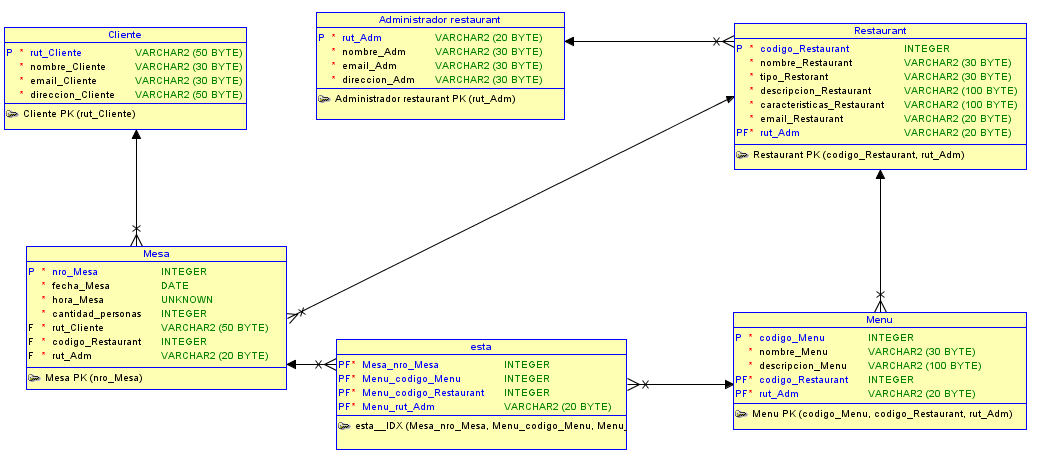 Cliente
P * rut_Cliente VARCHAR2 (50 BYTE)
* nombre_Cliente VARCHAR2 (30 BYTE)
* email_Cliente VARCHAR2 (30 BYTE)
* direccion_Cliente VARCHAR2 (50 BYTE)
Cliente PK (rut_Cliente)
Administrador restaurant
P * rut_Adm VARCHAR2 (20 BYTE)
* nombre_Adm VARCHAR2 (30 BYTE)
* email_Adm VARCHAR2 (30 BYTE)
* direccion_Adm VARCHAR2 (30 BYTE)
Administrador restaurant PK (rut_Adm)
Restaurant
P * codigo_Restaurant INTEGER
* nombre_Restaurant VARCHAR2 (30 BYTE)
* tipo_Restorant VARCHAR2 (30 BYTE)
* descripcion_Restaurant VARCHAR2 (100 BYTE)
* caracteristicas_Restaurant VARCHAR2 (100 BYTE)
* email_Restaurant VARCHAR2 (20 BYTE)
PF* rut_Adm VARCHAR2 (20 BYTE)
Restaurant PK (codigo_Restaurant, rut_Adm)
Mesa
P * nro_Mesa INTEGER
* fecha_Mesa DATE
* hora_Mesa UNKNOWN
* cantidad_personas INTEGER
F * rut_Cliente VARCHAR2 (50 BYTE)
F * codigo_Restaurant INTEGER
F * rut_Adm VARCHAR2 (20 BYTE)
Mesa PK (nro_Mesa)
esta
PF* Mesa_nro_Mesa INTEGER
PF* Menu_codigo_Menu INTEGER
PF* Menu_codigo_Restaurant INTEGER
PF* Menu_rut_Adm VARCHAR2 (20 BYTE)
esta__IDX (Mesa_nro_Mesa, Menu_codigo_Menu, Menu_
Menu
P * codigo_Menu INTEGER
* nombre_Menu VARCHAR2 (30 BYTE)
* descripcion_Menu VARCHAR2 (100 BYTE)
PF* codigo_Restaurant INTEGER
PF* rut_Adm VARCHAR2 (20 BYTE)
Menu PK (codigo_Menu, codigo_Restaurant, rut_Adm)